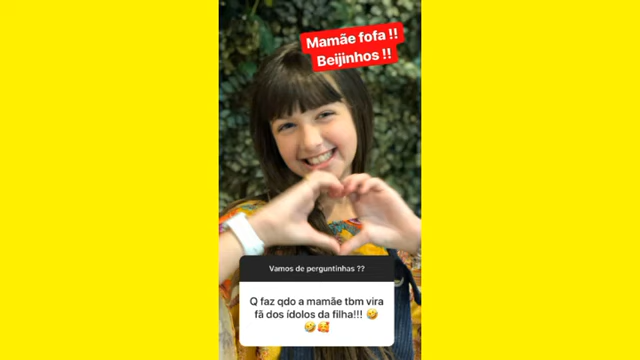 Mamãe fofa !!
Beijinhos !!
Vamos de perguntinhas ??
Q faz qdo a mamãe tbm vira
fã dos ídolos da filha!!! 🤣
🤣🥰